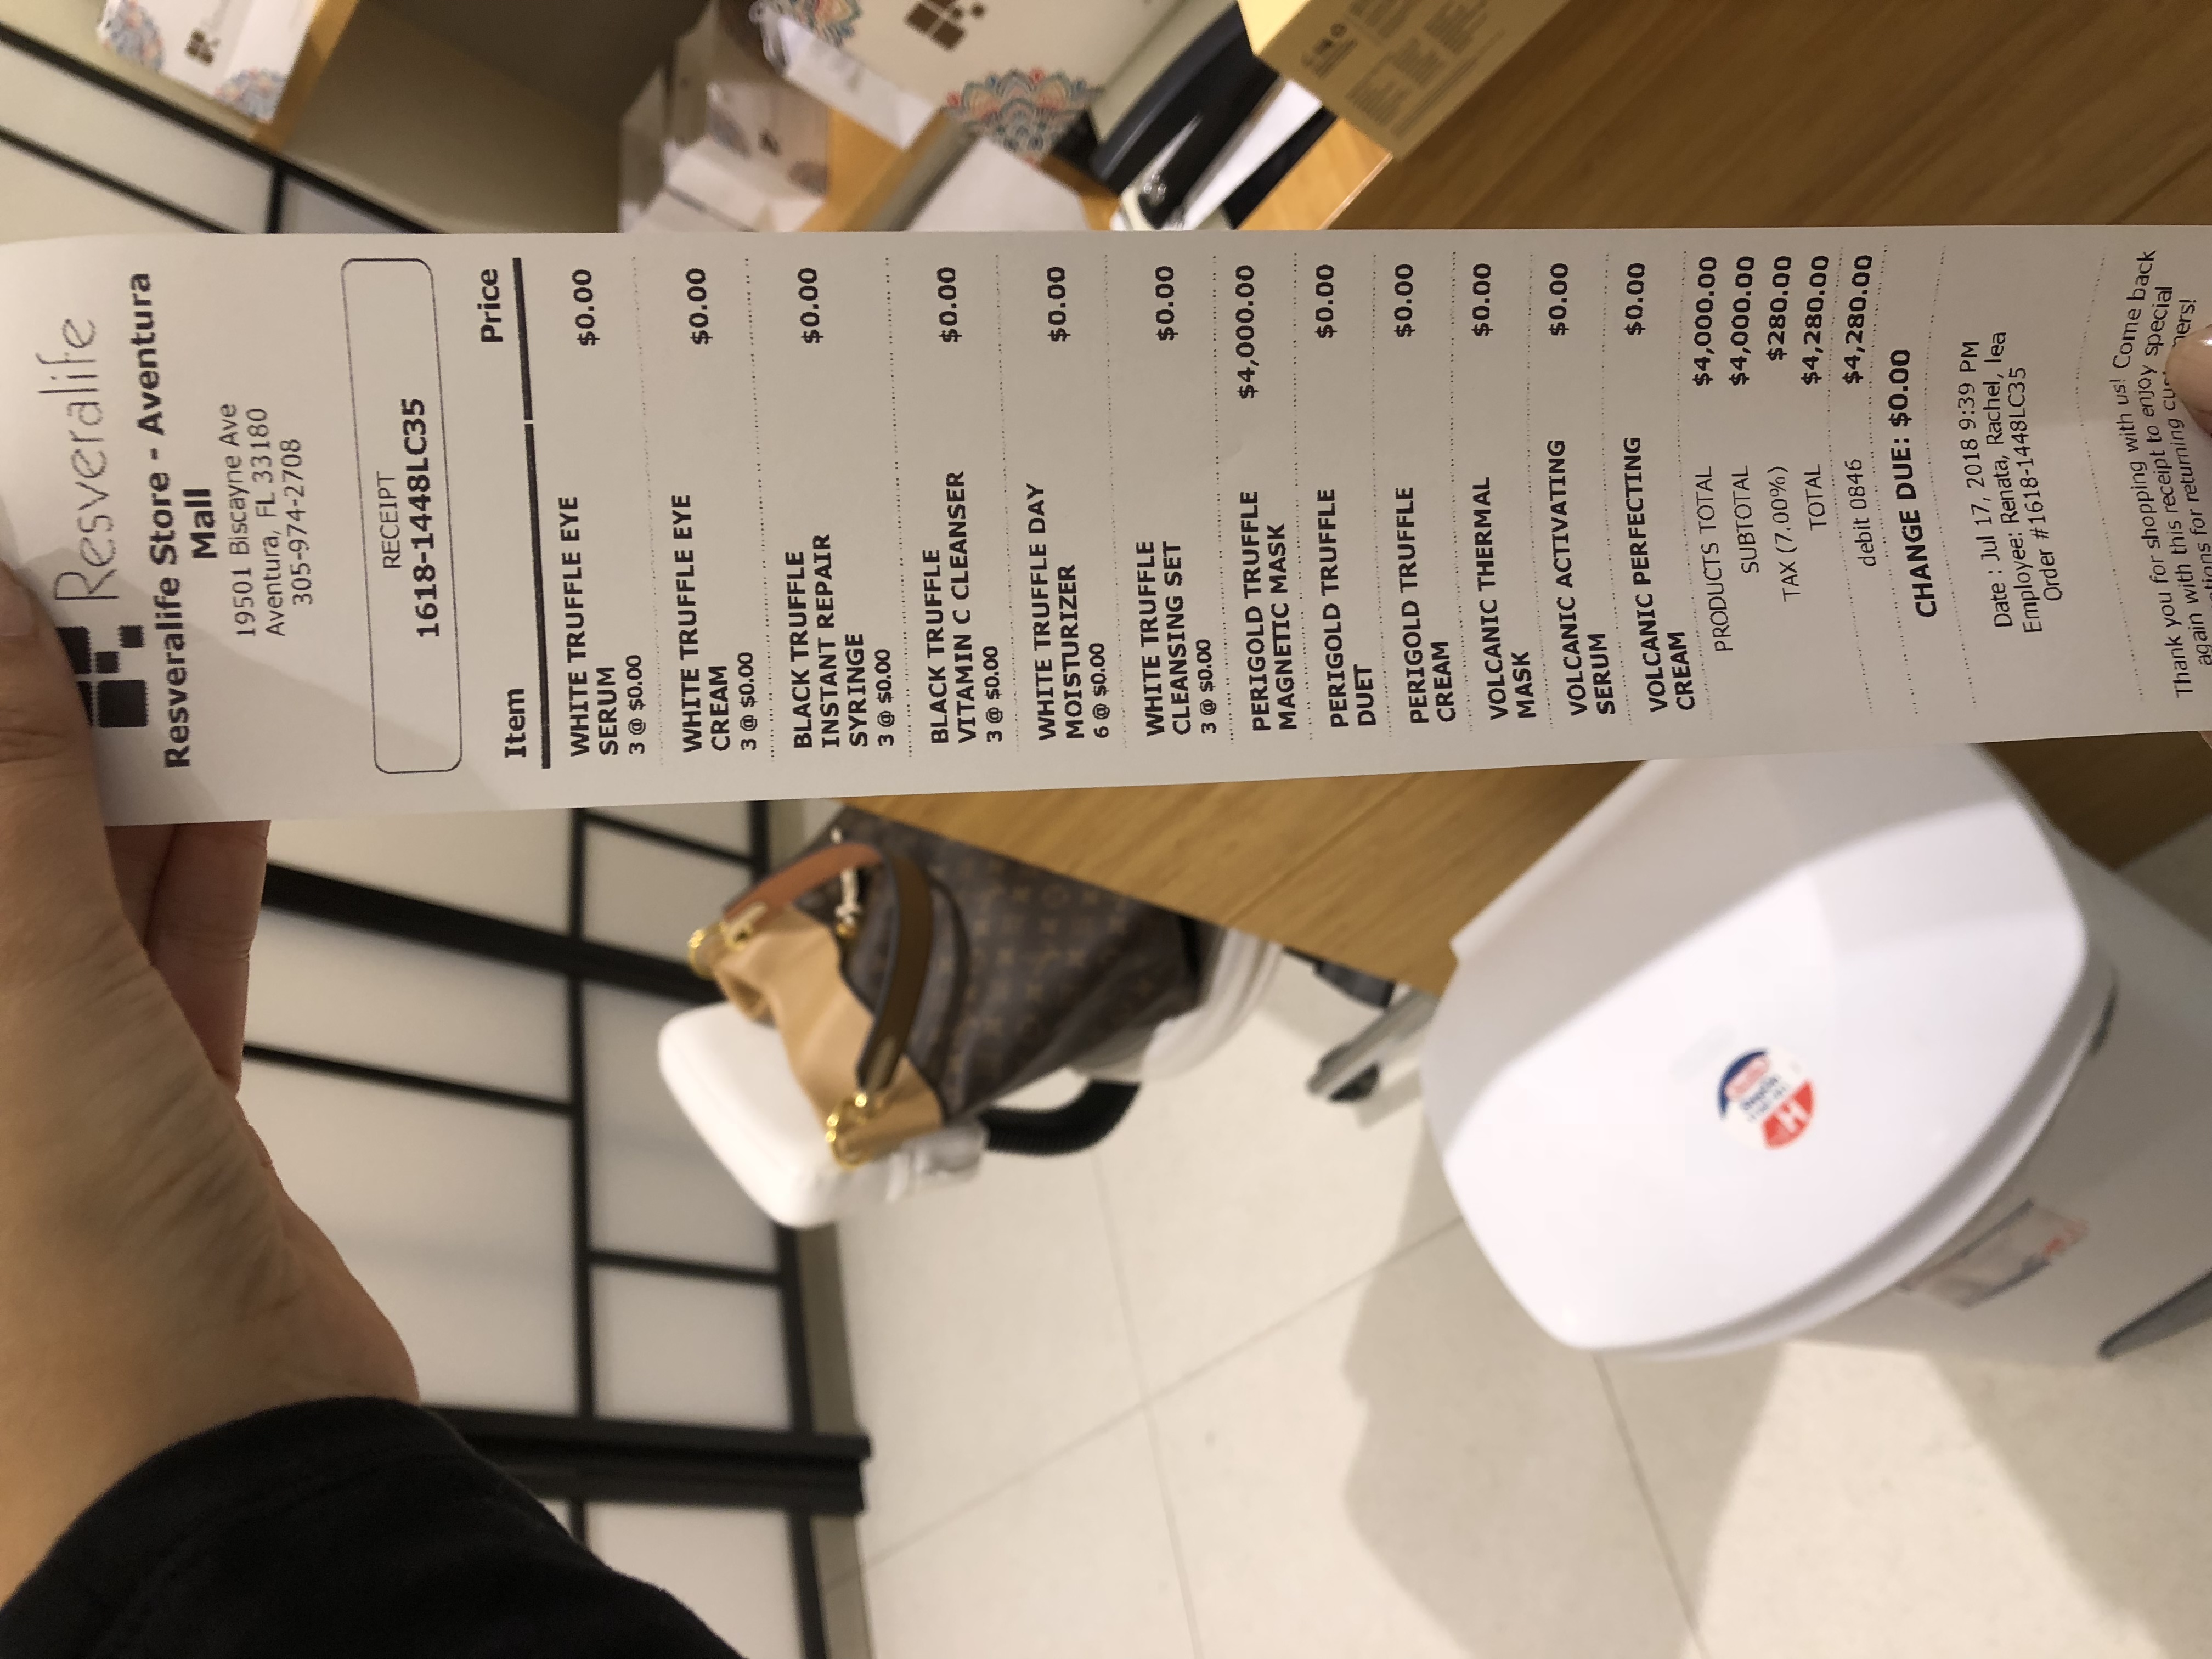 Resveralife
Resveralife Store - Aventura
Mall
19501 Biscayne Ave
Aventura, FL 33180
305-974-2708
RECEIPT
1618-1448LC35
Item Price
WHITE TRUFFLE EYE $0.00
SERUM
3 @ $0.00
WHITE TRUFFLE EYE $0.00
CREAM
3 @ $0.00
BLACK TRUFFLE $0.00
INSTANT REPAIR
SYRINGE
3 @ $0.00
BLACK TRUFFLE $0.00
VITAMIN C CLEANSER
3 @ $0.00
WHITE TRUFFLE DAY $0.00
MOISTURIZER
6 @ $0.00
WHITE TRUFFLE $0.00
CLEANSING SET
3 @ $0.00
PERIGOLD TRUFFLE $4,000.00
MAGNETIC MASK
PERIGOLD TRUFFLE $0.00
DUET
PERIGOLD TRUFFLE $0.00
CREAM
VOLCANIC THERMAL $0.00
MASK
VOLCANIC ACTIVATING $0.00
SERUM
VOLCANIC PERFECTING $0.00
CREAM
PRODUCTS TOTAL $4,000.00
SUBTOTAL $4,000.00
TAX (7,00%) $280.00
TOTAL $4,280.00
debit 0846 $4,280.00
CHANGE DUE: $0.00
Date : Jul 17, 2018 9:39 PM
Employee: Renata, Rachel, lea
Order #1618-1448LC35
Thank you for shopping with us! Come back
again with this receipt to enjoy special
for returning